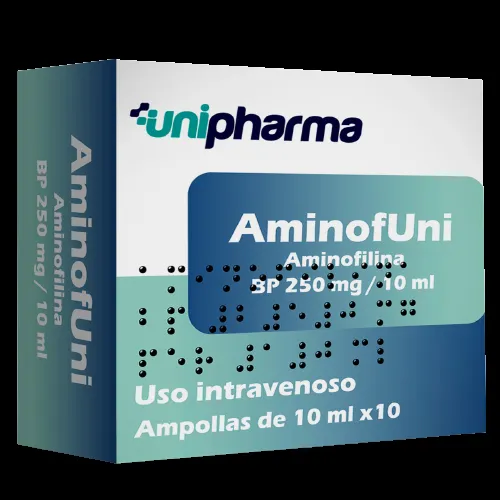 unipharma
AminofUni
Aminofilina
BP 250 mg / 10 ml
Uso intravenoso
Ampollas de 10 ml x10
AminofUni
Aminofilina
BP 250 mg / 10 ml